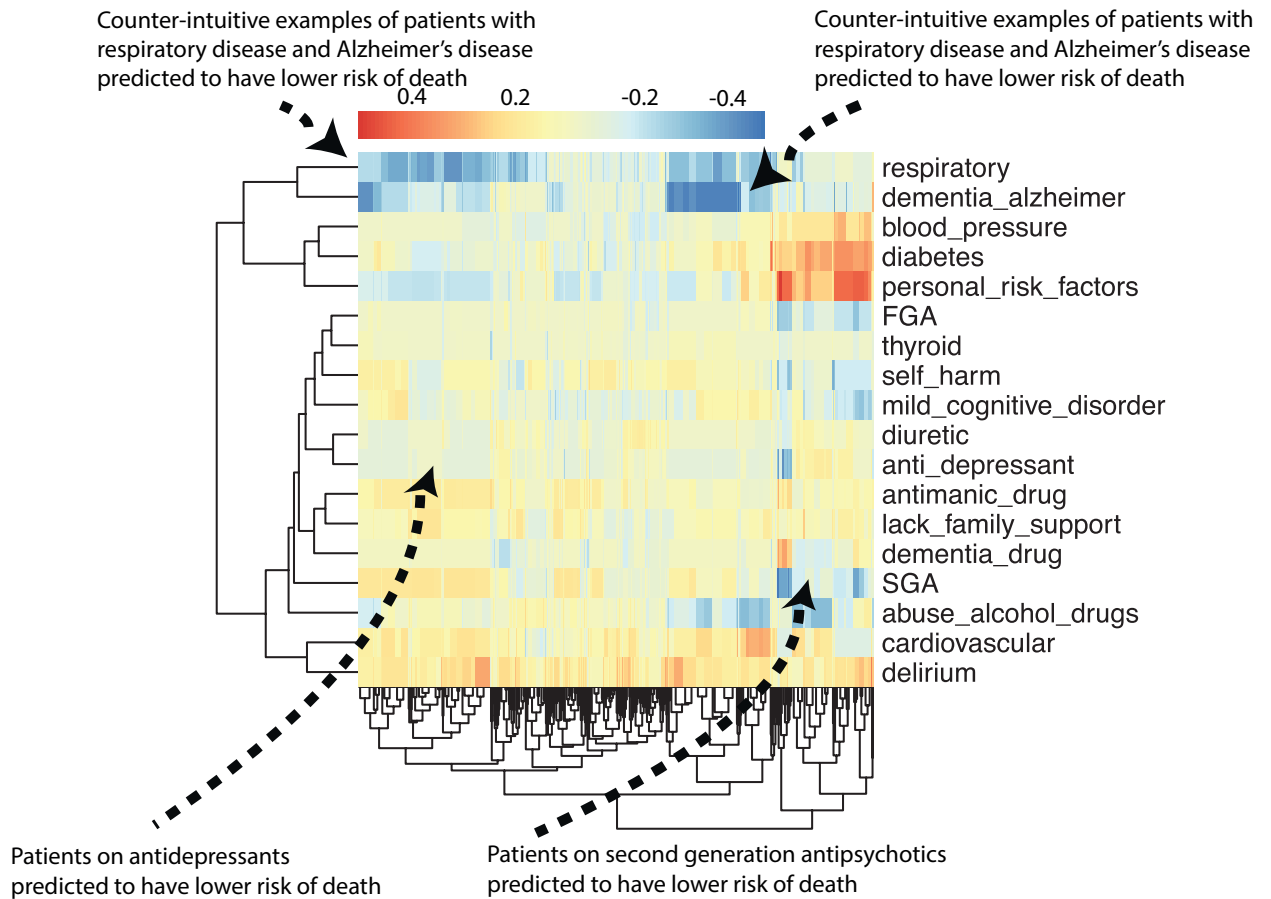 Counter-intuitive examples of patients with
respiratory disease and Alzheimer’s disease
predicted to have lower risk of death
Counter-intuitive examples of patients with
respiratory disease and Alzheimer’s disease
predicted to have lower risk of death
0.4 0.2 -0.2 -0.4
respiratory
dementia_alzheimer
blood_pressure
diabetes
personal_risk_factors
FGA
thyroid
self_harm
mild_cognitive_disorder
diuretic
anti_depressant
antimanic_drug
lack_family_support
dementia_drug
SGA
abuse_alcohol_drugs
cardiovascular
delirium
Patients on antidepressants
predicted to have lower risk of death
Patients on second generation antipsychotics
predicted to have lower risk of death